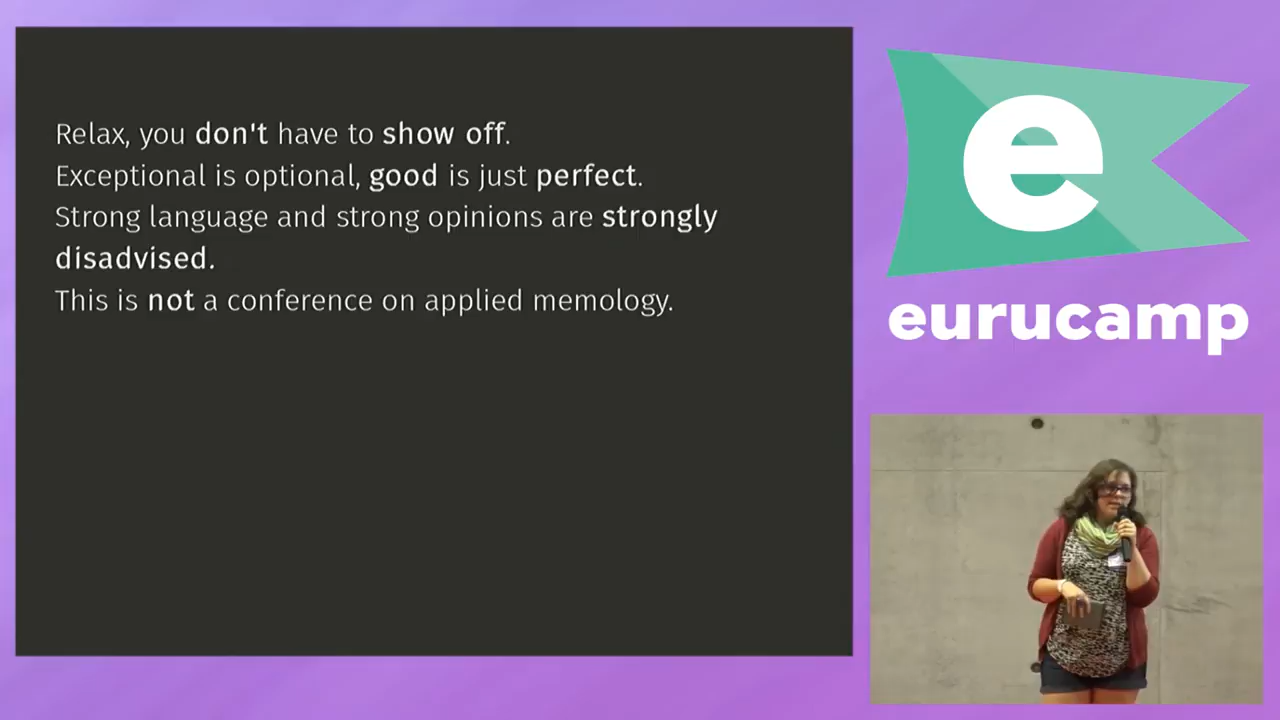 Relax, you don't have to show off.
Exceptional is optional, good is just perfect.
Strong language and strong opinions are strongly
disadvised.
This is not a conference on applied memology.
e
eurucamp